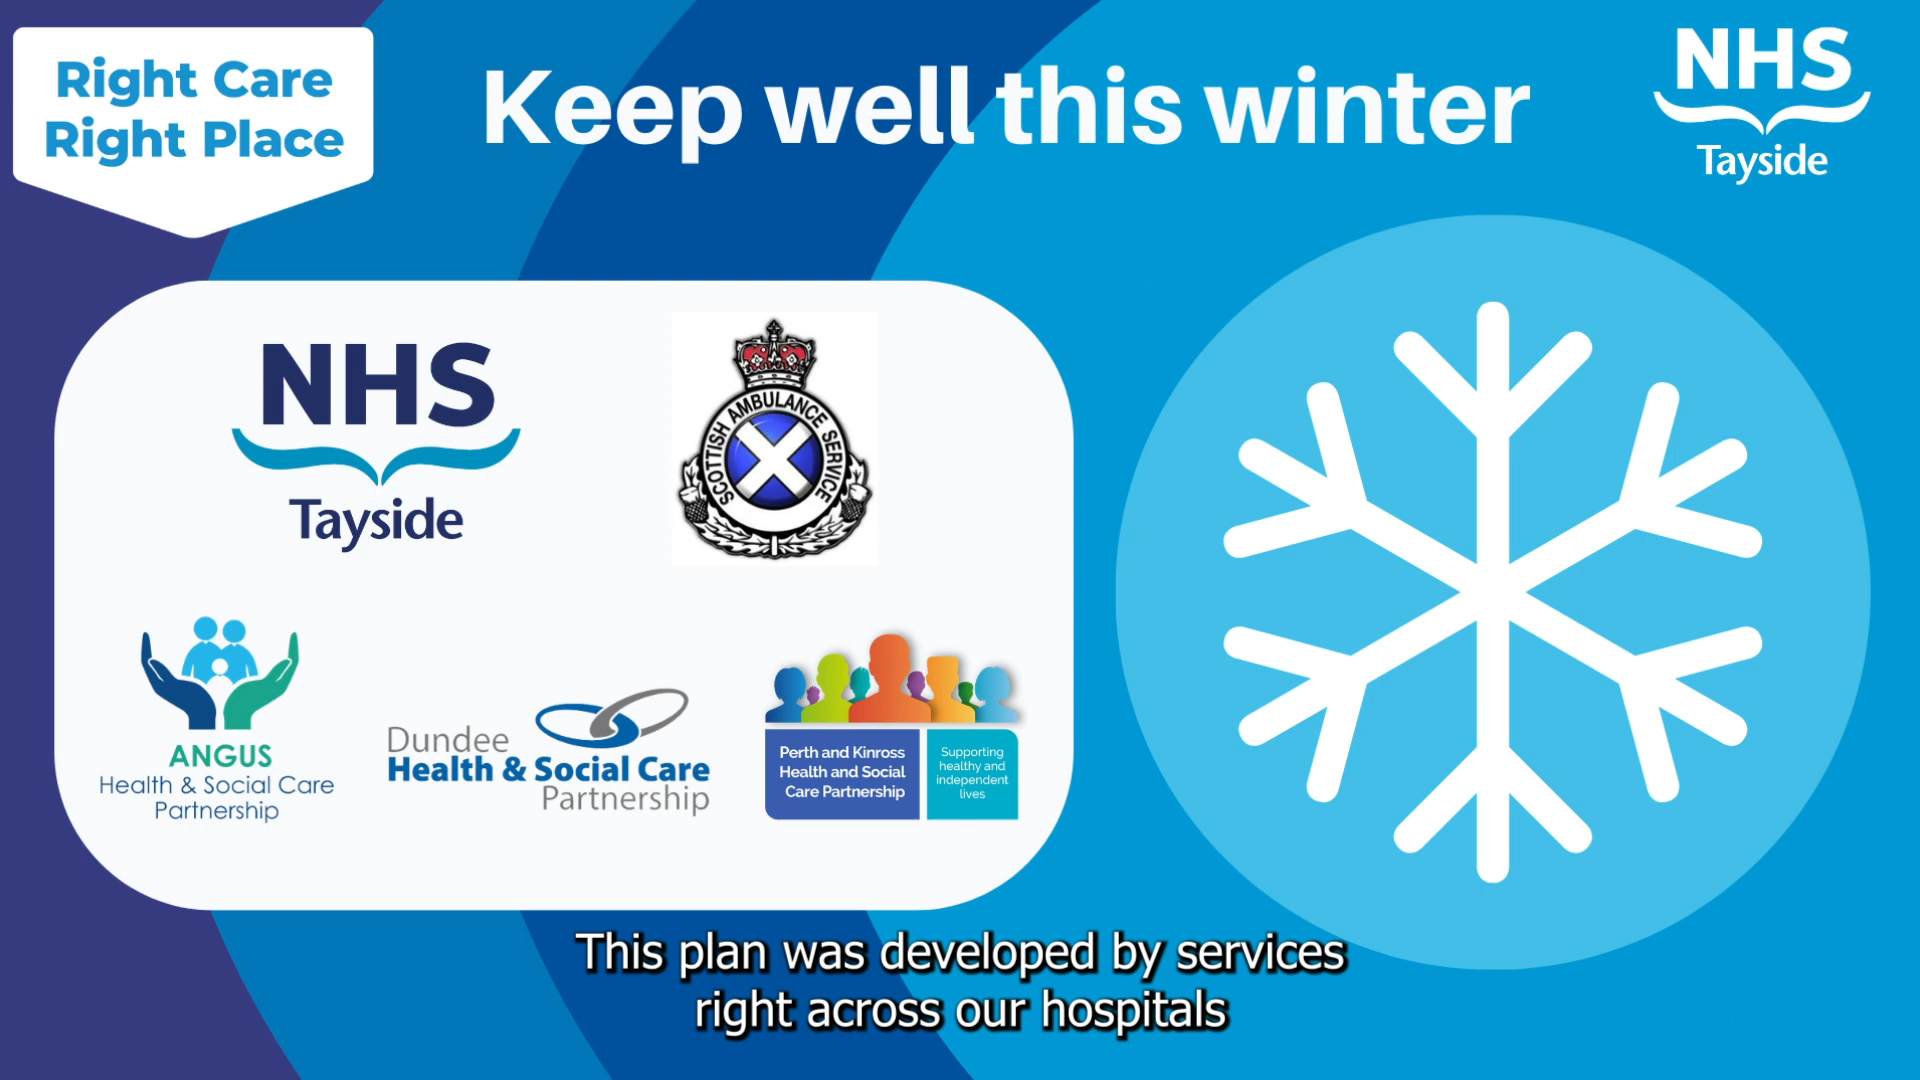 Right Care
Right Place
Keep well this winter
NHS
Tayside
NHS
Tayside
SCOTTISH AMBULANCE SERVICE
ANGUS
Health & Social Care
Partnership
Dundee
Health & Social Care
Partnership
Perth and Kinross
Health and Social
Care Partnership
Supporting
healthy and
independent
lives
This plan was developed by services
right across our hospitals